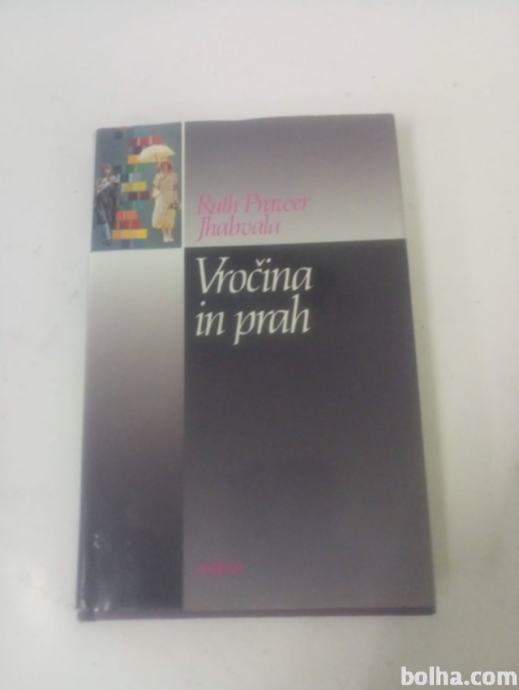 Ruth Prawer
Jhabvala
Vročina
in prah
bolha.com